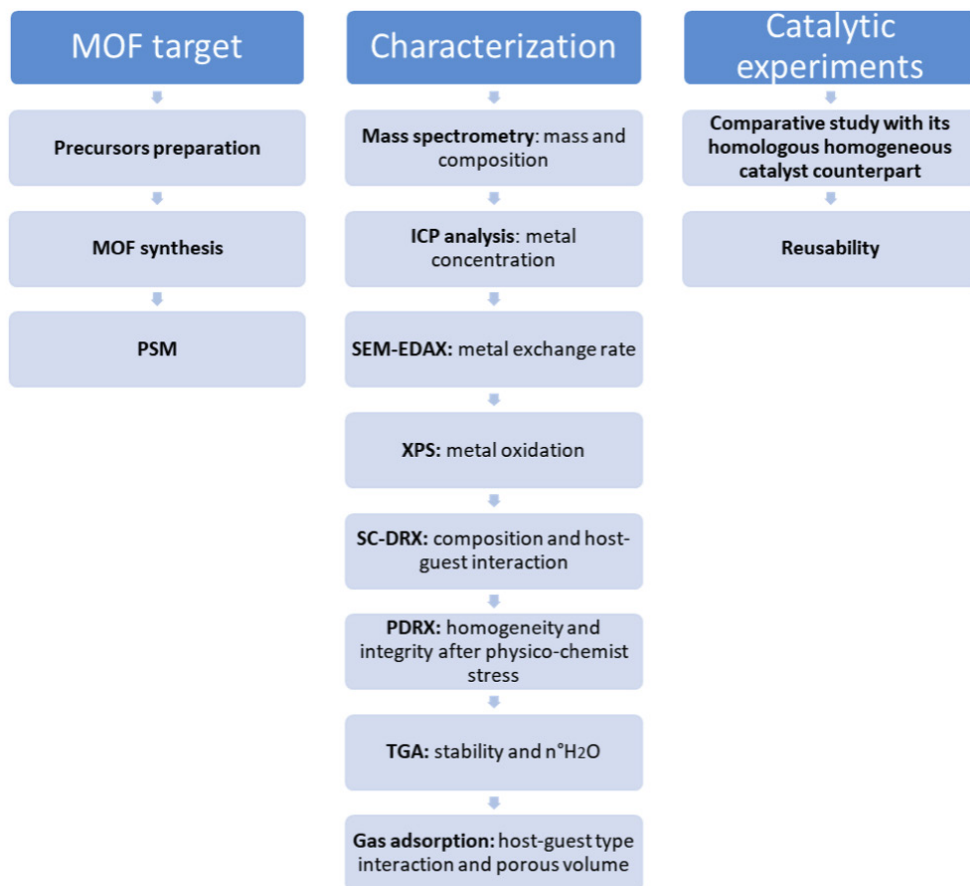 MOF target
Precursors preparation
MOF synthesis
PSM
Characterization
Mass spectrometry: mass and
composition
ICP analysis: metal
concentration
SEM-EDAX: metal exchange rate
XPS: metal oxidation
SC-DRX: composition and host-
guest interaction
PDRX: homogeneity and
integrity after physico-chemist
stress
TGA: stability and n°H2O
Gas adsorption: host-guest type
interaction and porous volume
Catalytic
experiments
Comparative study with its
homologous homogeneous
catalyst counterpart
Reusability